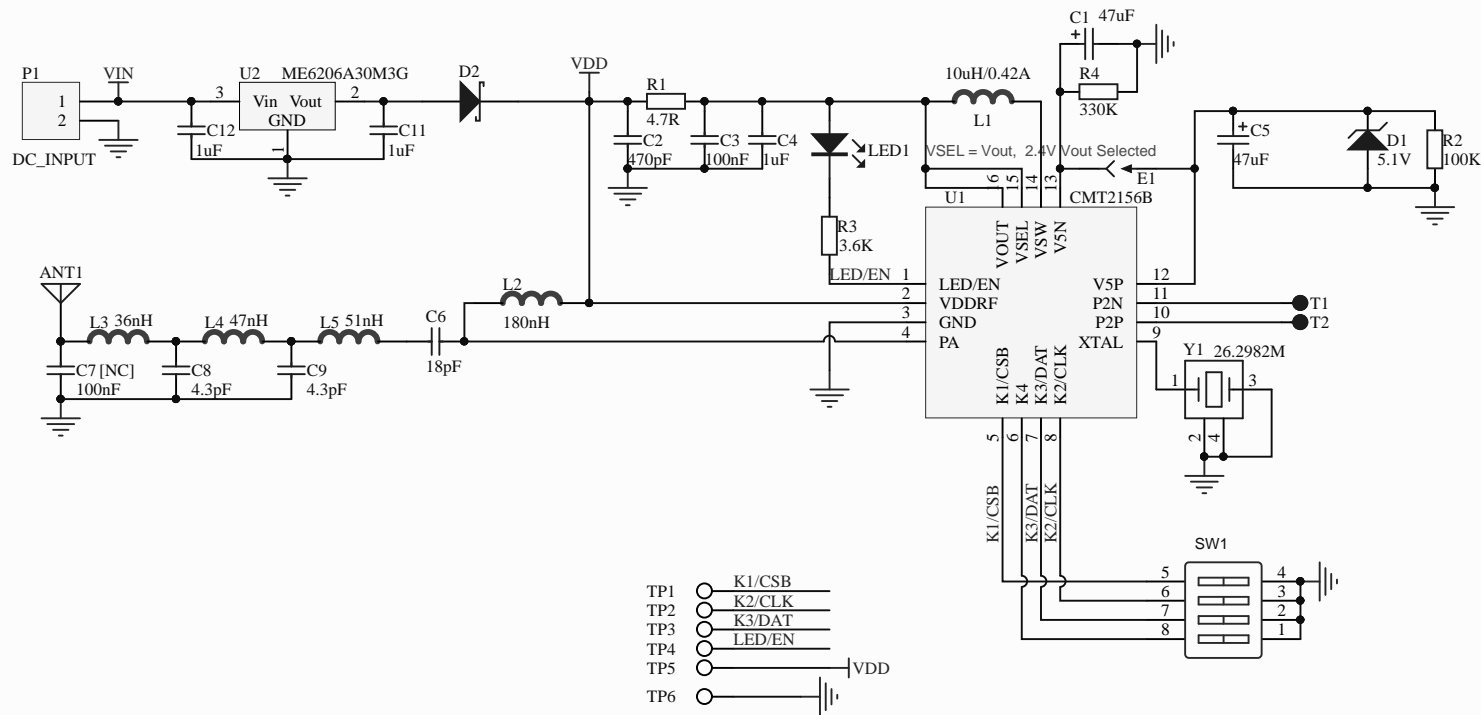 P1
VIN
U2
ME6206A30M3G
D2
VDD
1
2
DC_INPUT
3
Vin Vout
GND
2
1
C12
1uF
C11
1uF
R1
4.7R
C2
470pF
C3
100nF
C4
1uF
LED1
10uH/0.42A
L1
C1
47uF
+
R4
330K
VSEL = Vout, 2.4V Vout Selected
E1
+
C5
47uF
D1
5.1V
R2
100K
R3
3.6K
LED/EN
U1
CMT2156B
16
15
14
13
VOUT
VSEL
VSW
V5N
1
2
3
4
LED/EN
VDDRF
GND
PA
V5P
P2N
P2P
XTAL
12
11
10
9
T1
T2
K1/CSB
K4
K3/DAT
K2/CLK
5
6
7
8
K1/CSB
K3/DAT
K2/CLK
Y1
26.2982M
1
3
2
4
ANT1
L3 36nH
L4 47nH
L5 51nH
C6
18pF
L2
180nH
C7 [NC]
100nF
C8
4.3pF
C9
4.3pF
SW1
5
6
7
8
4
3
2
1
TP1
K1/CSB
TP2
K2/CLK
TP3
K3/DAT
TP4
LED/EN
TP5
VDD
TP6